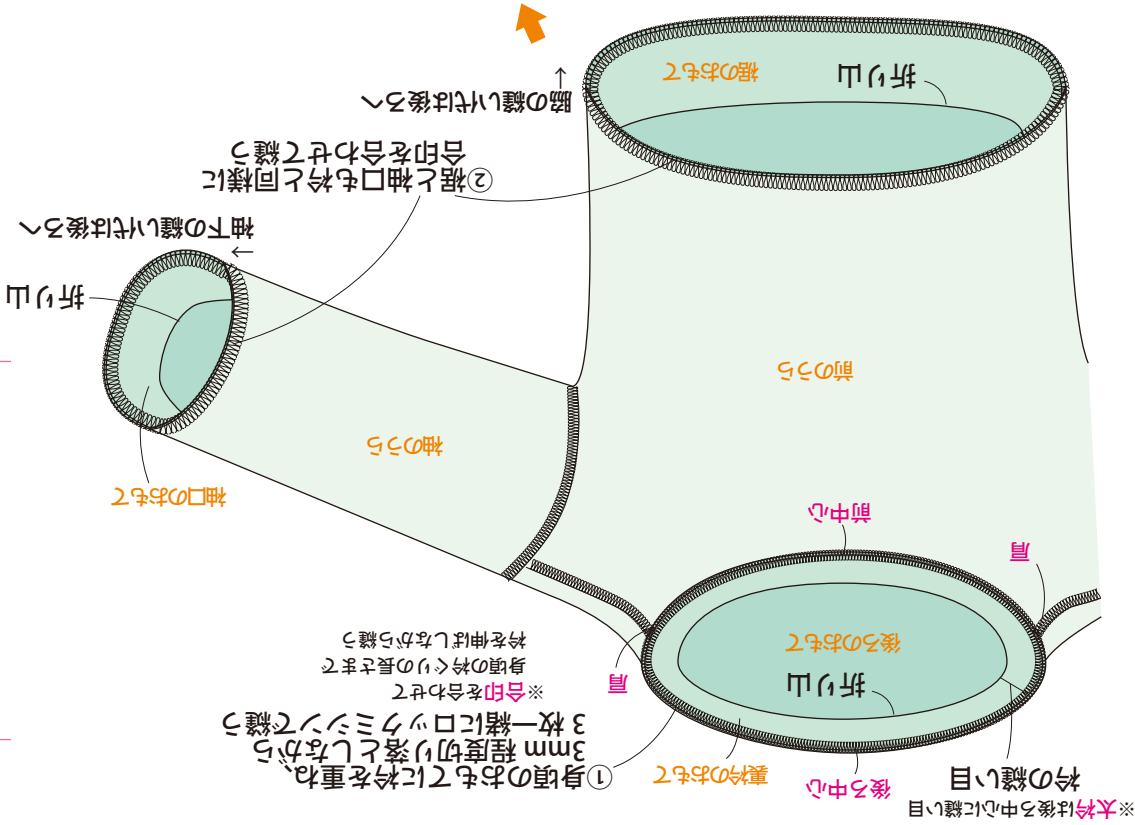 ※太衿は後ろ中心に縫い目
衿の縫い目
後ろ中心
裏衿のおもて
①身頃のおもてに衿を重ね、
3mm 程度切り落としながら
3 枚一緒にロックミシンで縫う
※合印を合わせて
身頃の衿ぐりの長さまで
衿を伸ばしながら縫う
折り山
肩
後ろのおもて
肩
前中心
袖口のおもて
袖のうら
前のうら
折り山
→
袖下の縫い代は後ろへ
②裾と袖口も衿と同様に
合印を合わせて縫う
脇の縫い代は後ろへ
→
折り山
裾のおもて